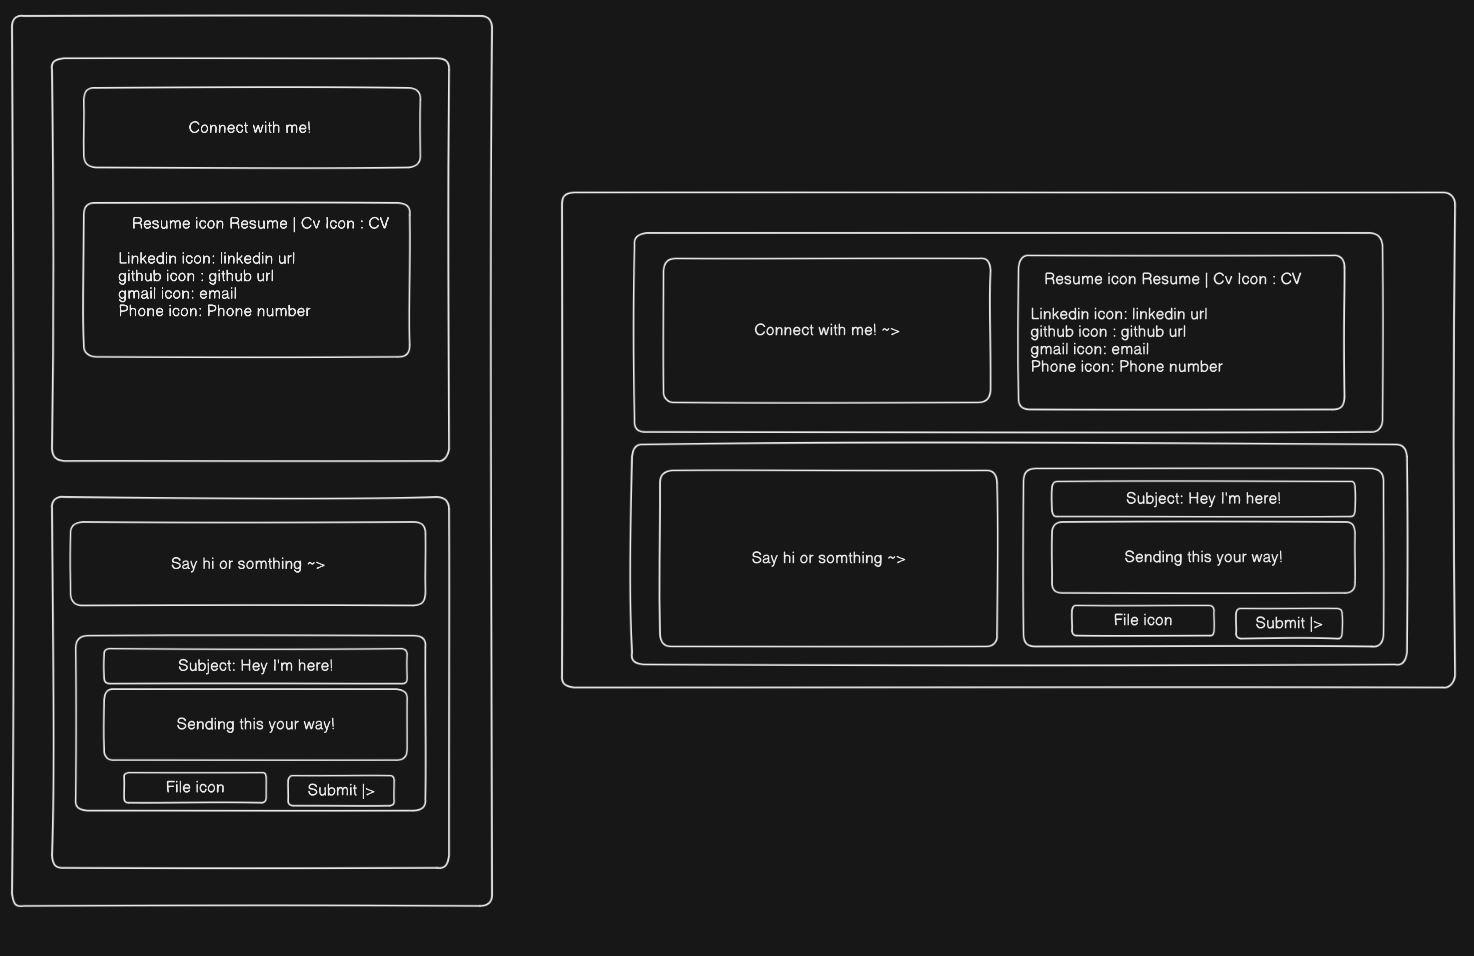 Connect with me!
Resume icon Resume | Cv Icon : CV
Linkedin icon: linkedin url
github icon : github url
gmail icon: email
Phone icon: Phone number
Say hi or somthing ~>
Subject: Hey I'm here!
Sending this your way!
File icon
Submit |>
Connect with me! ~>
Resume icon Resume | Cv Icon : CV
Linkedin icon: linkedin url
github icon : github url
gmail icon: email
Phone icon: Phone number
Say hi or somthing ~>
Subject: Hey I'm here!
Sending this your way!
File icon
Submit |>